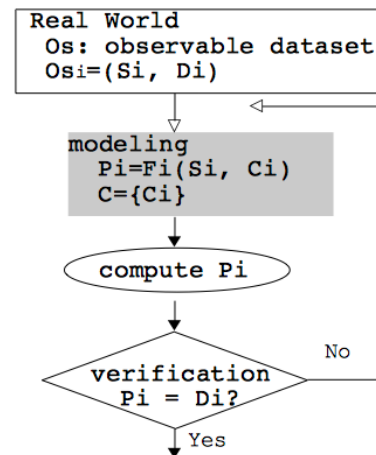 Real World
Os: observable dataset
Osi=(Si, Di)
modeling
Pi=Fi(Si, Ci)
C={Ci}
compute Pi
No
verification
Pi = Di?
Yes